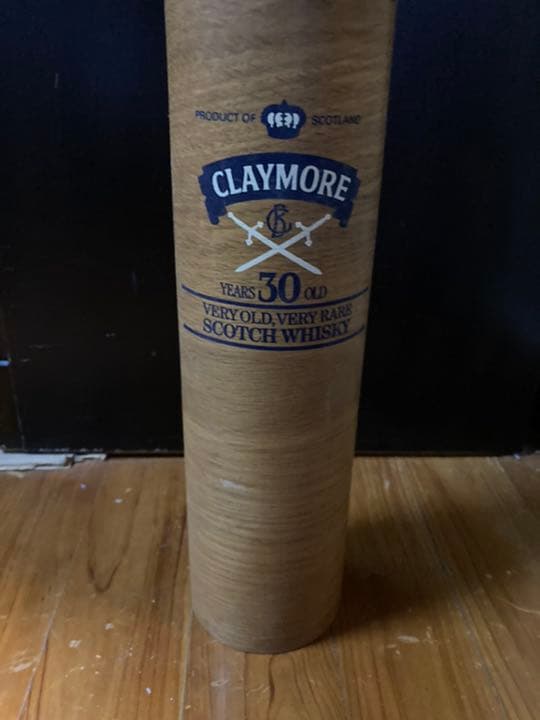 PRODUCT OF SCOTLAND
CLAYMORE
YEARS 30 OLD
VERY OLD, VERY RARE
SCOTCH WHISKY